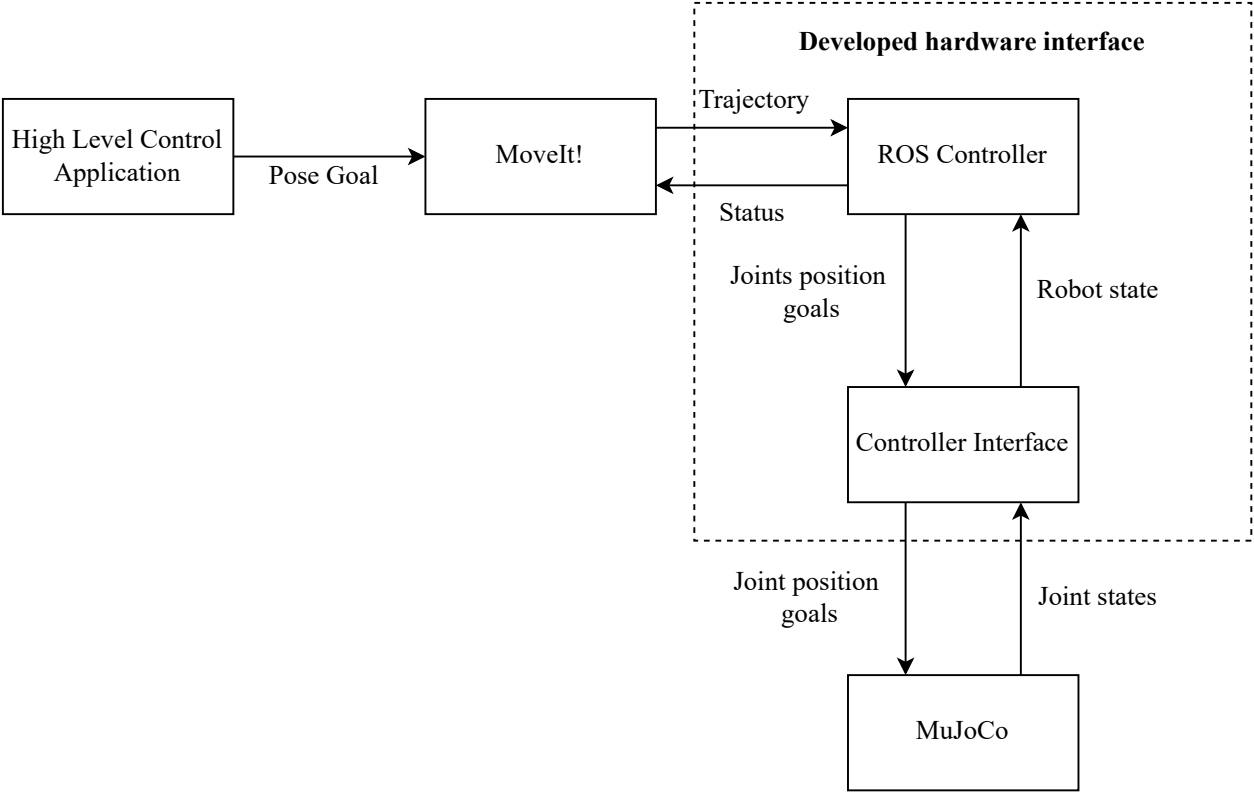 Developed hardware interface
High Level Control
Application
Pose Goal
MoveIt!
Trajectory
Status
ROS Controller
Joints position
goals
Robot state
Controller Interface
Joint position
goals
Joint states
MuJoCo